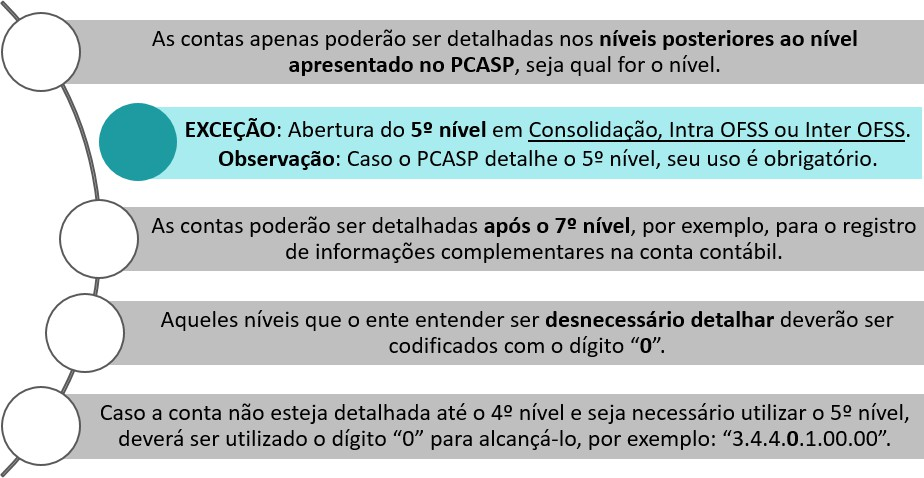 As contas apenas poderão ser detalhadas nos níveis posteriores ao nível
apresentado no PCASP, seja qual for o nível.
EXCEÇÃO: Abertura do 5º nível em Consolidação, Intra OFSS ou Inter OFSS.
Observação: Caso o PCASP detalhe o 5º nível, seu uso é obrigatório.
As contas poderão ser detalhadas após o 7º nível, por exemplo, para o registro
de informações complementares na conta contábil.
Aqueles níveis que o ente entender ser desnecessário detalhar deverão ser
codificados com o dígito “0”.
Caso a conta não esteja detalhada até o 4º nível e seja necessário utilizar o 5º nível,
deverá ser utilizado o dígito “0” para alcançá-lo, por exemplo: “3.4.4.0.1.00.00”.